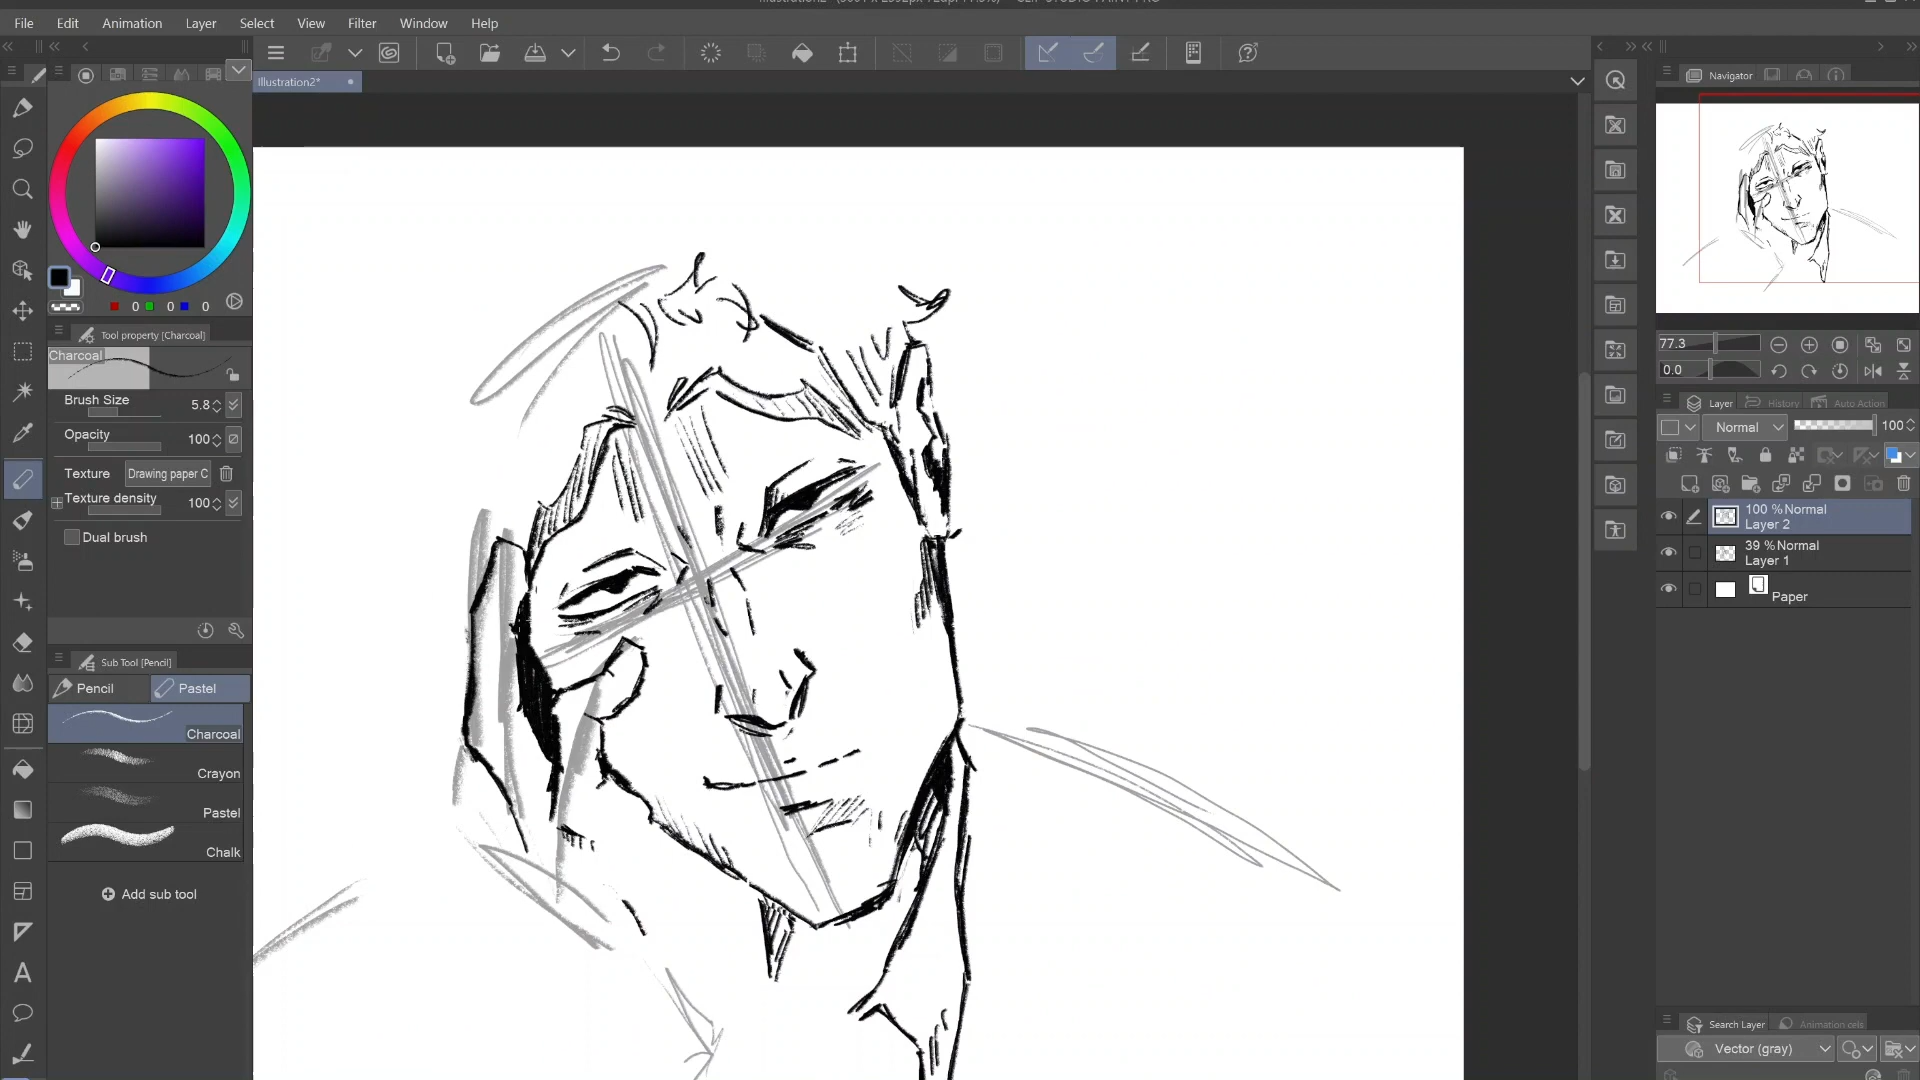 File Edit Animation Layer Select View Filter Window Help
Illustration2*
Navigator
0 0 0
Tool property [Charcoal]
Charcoal
Brush Size 5.8
Opacity 100
Texture Drawing paper C
Texture density 100
Dual brush
Sub Tool [Pencil]
Pencil Pastel
Charcoal
Crayon
Pastel
Chalk
Add sub tool
A
77.3
0.0
Layer History Auto Action
Normal 100
100 %Normal
Layer 2
39 %Normal
Layer 1
Paper
Search Layer Animation cels
Vector (gray)